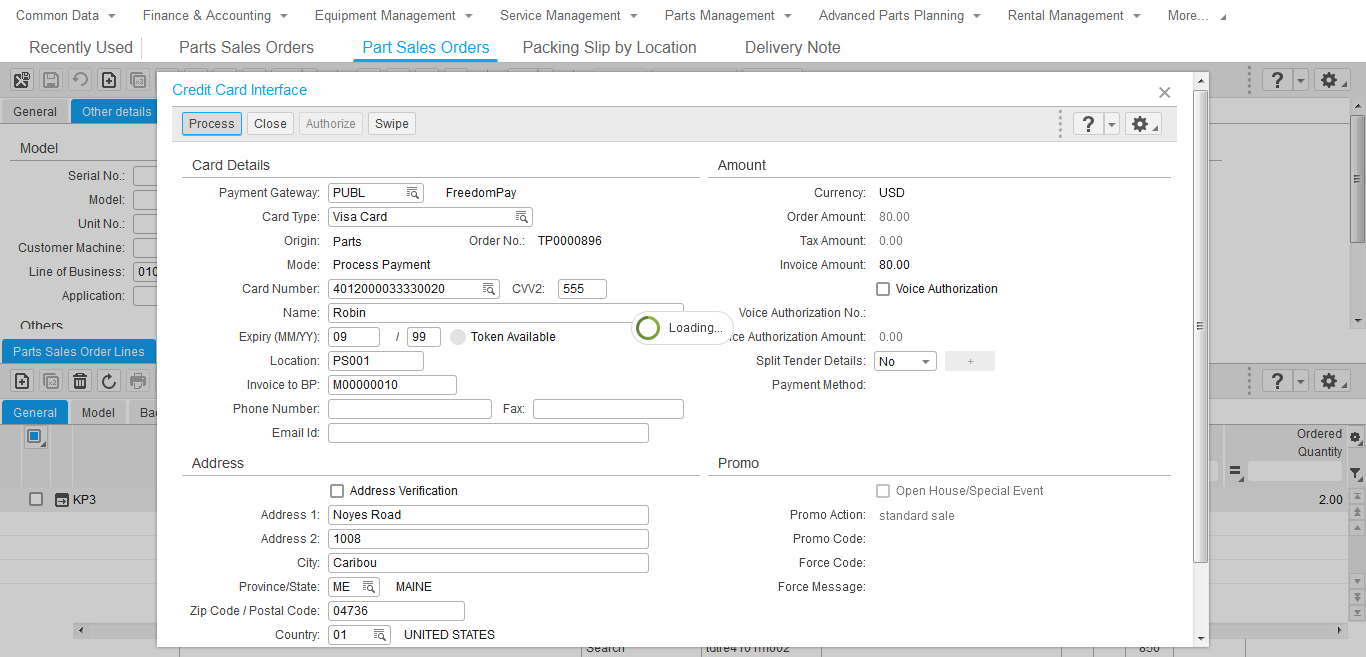 Common Data Finance & Accounting Equipment Management Service Management Parts Management Advanced Parts Planning Rental Management More...
Recently Used Parts Sales Orders Part Sales Orders Packing Slip by Location Delivery Note
General Other details
Model
Serial No.:
Model:
Unit No.:
Customer Machine:
Line of Business: 010
Application:
Others
Parts Sales Order Lines
General Model Bac
KP3
Credit Card Interface
Process Close Authorize Swipe
Card Details
Payment Gateway: PUBL FreedomPay
Card Type: Visa Card
Origin: Parts Order No.: TP0000896
Mode: Process Payment
Card Number: 4012000033330020 CVV2: 555
Name: Robin
Expiry (MM/YY): 09 / 99 Token Available
Location: PS001
Invoice to BP: M00000010
Phone Number: Fax:
Email Id:
Loading...
Amount
Currency: USD
Order Amount: 80.00
Tax Amount: 0.00
Invoice Amount: 80.00
Voice Authorization
Voice Authorization No.:
ce Authorization Amount: 0.00
Split Tender Details: No +
Payment Method:
Address
Address Verification
Address 1: Noyes Road
Address 2: 1008
City: Caribou
Province/State: ME MAINE
Zip Code / Postal Code: 04736
Country: 01 UNITED STATES
Promo
Open House/Special Event
Promo Action: standard sale
Promo Code:
Force Code:
Force Message:
Ordered
Quantity
2.00
Search 850